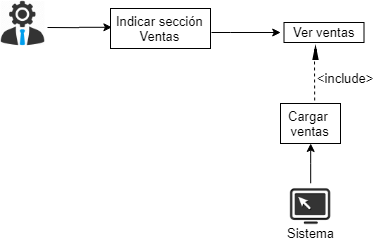 Indicar sección
Ventas
Ver ventas
<include>
Cargar
ventas
Sistema